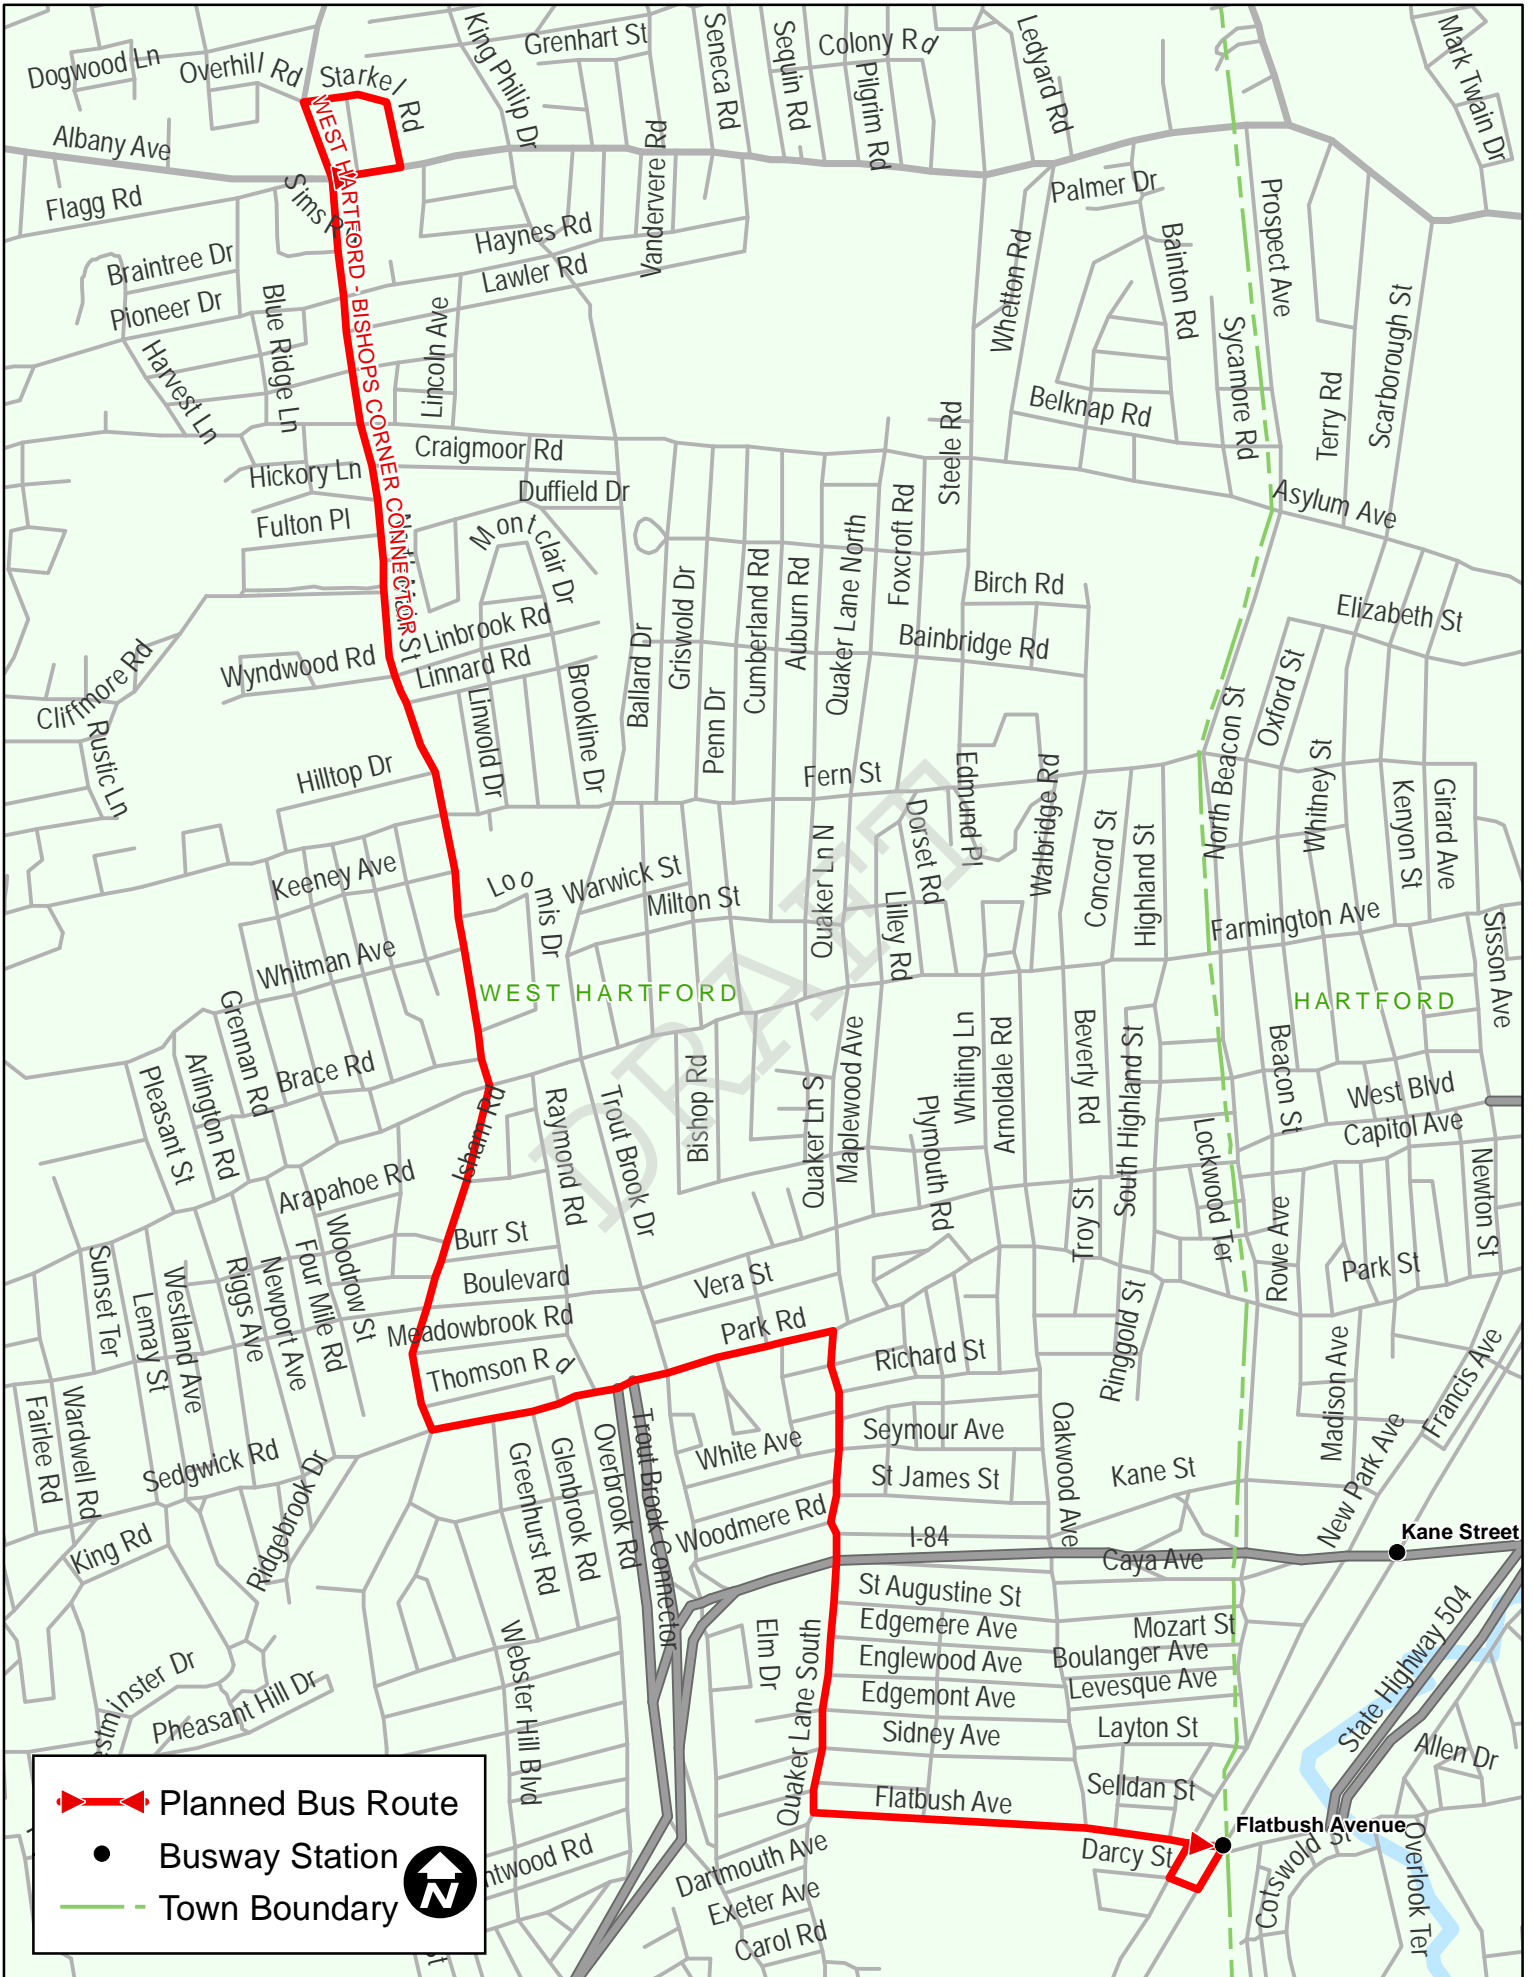 Dogwood Ln
Overhill Rd
Starkel Rd
King Philip Dr
Grenhart St
Seneca Rd
Sequin Rd
Colony Rd
Pilgrim Rd
Ledyard Rd
Mark Twain Dr
Albany Ave
Flagg Rd
Vandervere Rd
Palmer Dr
Prospect Ave
Haynes Rd
Lawler Rd
Braintree Dr
Pioneer Dr
Blue Ridge Ln
Harvest Ln
Lincoln Ave
Whetton Rd
Bainton Rd
Sycamore Rd
Terry Rd
Scarborough St
WEST HARTFORD - BISHOPS CORNER CONNECTOR
Belknap Rd
Steele Rd
Craigmoor Rd
Hickory Ln
Duffield Dr
Fulton Pl
Montclair Dr
Asylum Ave
Foxcroft Rd
Quaker Lane North
Auburn Rd
Cumberland Rd
Griswold Dr
Penn Dr
Ballard Dr
Birch Rd
Bainbridge Rd
Elizabeth St
Linbrook Rd
Linnard Rd
Wyndwood Rd
Cliffmore Rd
Rustic Ln
Linwold Dr
Brookline Dr
Oxford St
North Beacon St
Whitney St
Kenyon St
Girard Ave
Hilltop Dr
Fern St
Edmund Pl
Dorset Rd
Walbridge Rd
Concord St
Highland St
Keeney Ave
Loomis Dr
Warwick St
Milton St
Quaker Ln N
Lilley Rd
Farmington Ave
Sisson Ave
Whitman Ave
WEST HARTFORD
HARTFORD
DRAFT
Grennan Rd
Arlington Rd
Pleasant St
Brace Rd
Isham Rd
Raymond Rd
Trout Brook Dr
Bishop Rd
Quaker Ln S
Maplewood Ave
Plymouth Rd
Whiting Ln
Arnoldale Rd
Beverly Rd
South Highland St
Troy St
Lockwood Ter
Beacon St
Rowe Ave
West Blvd
Capitol Ave
Newton St
Arapahoe Rd
Burr St
Boulevard
Meadowbrook Rd
Thomson Rd
Woodrow St
Four Mile Rd
Newport Ave
Riggs Ave
Westland Ave
Lemay St
Sunset Ter
Vera St
Park Rd
Park St
Richard St
Ringgold St
Madison Ave
Francis Ave
Wardwell Rd
Fairlee Rd
Sedgwick Rd
King Rd
Ridgebrook Dr
Greenhurst Rd
Glenbrook Rd
Overbrook Rd
Trout Brook Connector
White Ave
Woodmere Rd
Seymour Ave
St James St
Oakwood Ave
Kane St
New Park Ave
I-84
Caya Ave
Kane Street
St Augustine St
Edgemere Ave
Englewood Ave
Edgemont Ave
Sidney Ave
Mozart St
Boulanger Ave
Levesque Ave
Layton St
Selldan St
State Highway 504
Allen Dr
Pheasant Hill Dr
Webster Hill Blvd
Elm Dr
Quaker Lane South
Flatbush Ave
Darcy St
Flatbush Avenue
Cotswold St
Overlook Ter
Dartmouth Ave
Exeter Ave
Carol Rd
Planned Bus Route
Busway Station
Town Boundary
N